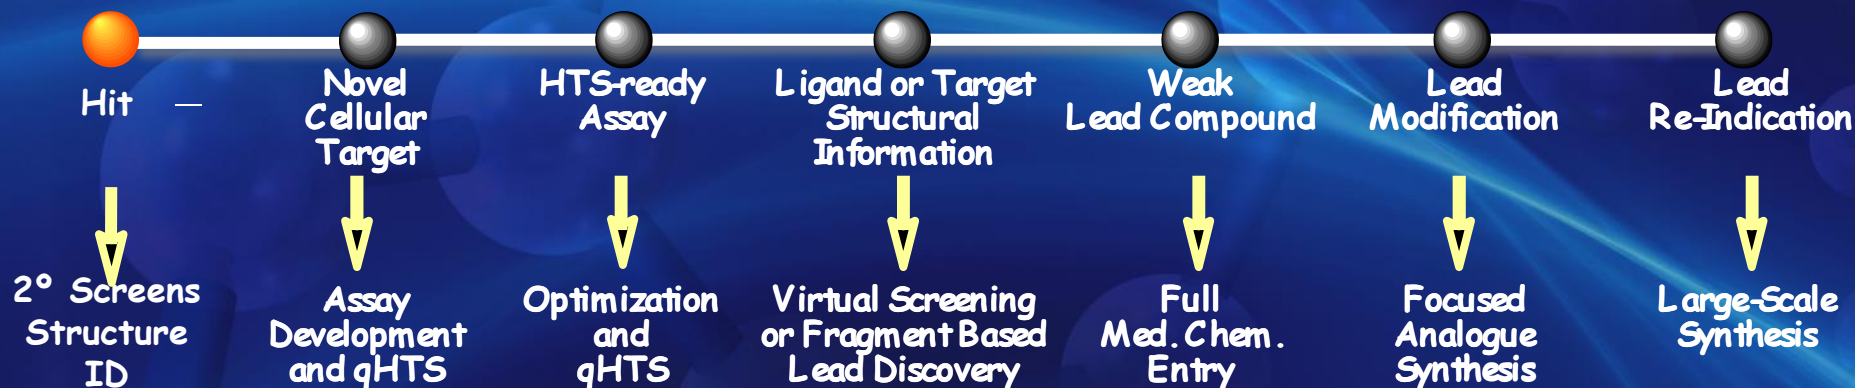 Hit —
Novel
Cellular
Target
HTS-ready
Assay
Ligand or Target
Structural
Information
Weak
Lead Compound
Lead
Modification
Lead
Re-Indication
2° Screens
Structure
ID
Assay
Development
and qHTS
Optimization
and
qHTS
Virtual Screening
or Fragment Based
Lead Discovery
Full
Med. Chem.
Entry
Focused
Analogue
Synthesis
Large-Scale
Synthesis